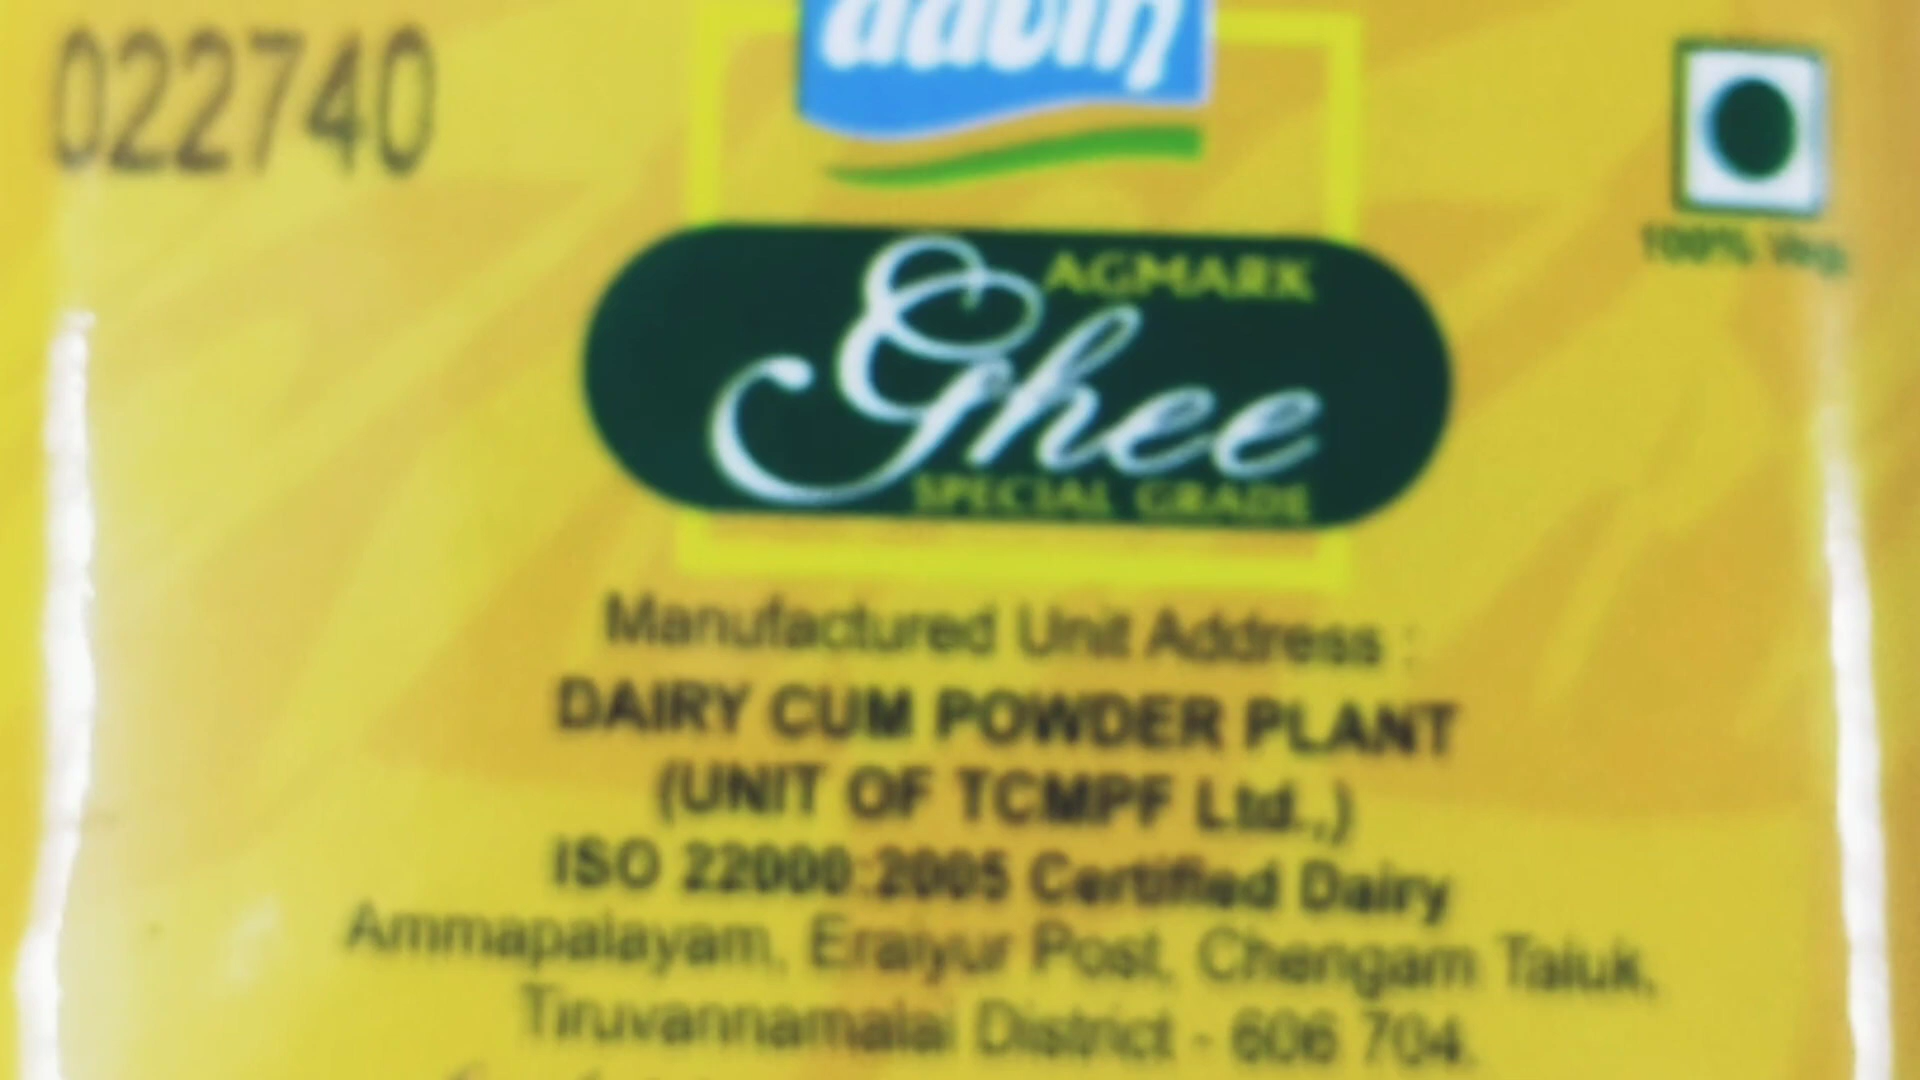 022740
aavin
100% Veg.
AGMARK
Ghee
SPECIAL GRADE
Manufactured Unit Address :
DAIRY CUM POWDER PLANT
(UNIT OF TCMPF Ltd.,)
ISO 22000:2005 Certified Dairy
Ammapalayam, Eraiyur Post, Chengam Taluk,
Tiruvannamalai District - 606 704.